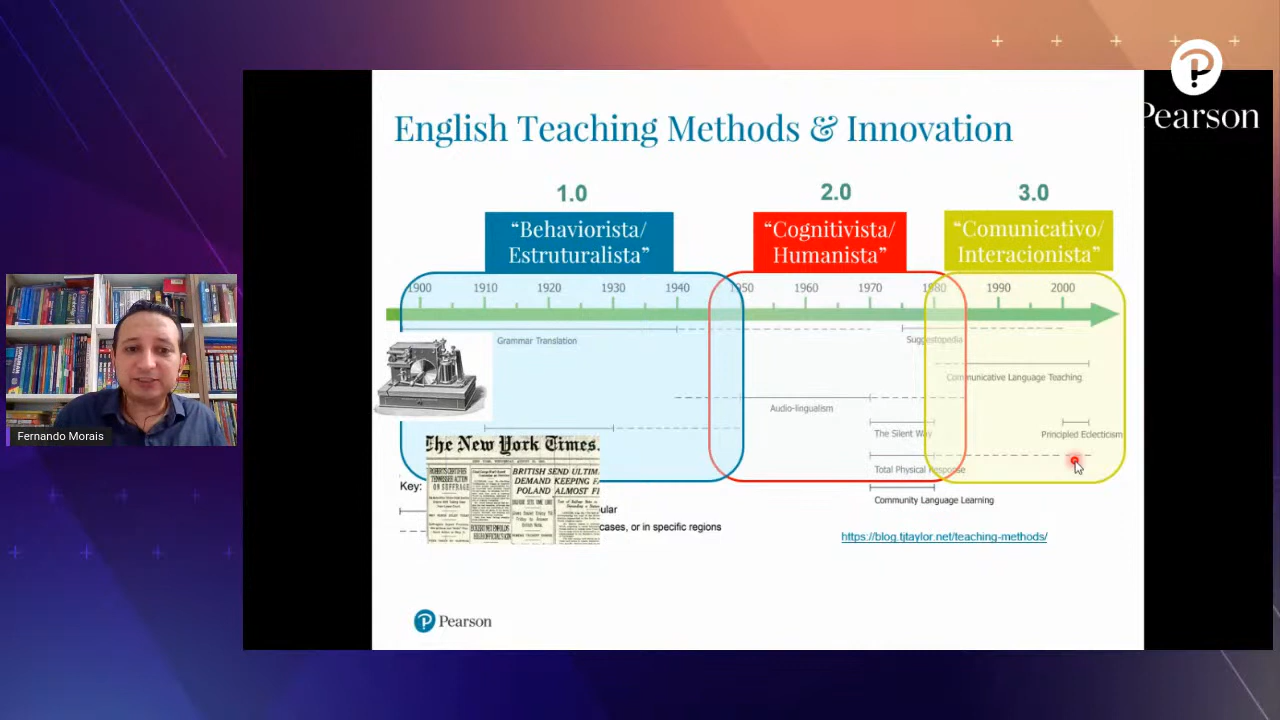 Pearson
English Teaching Methods & Innovation
1.0
2.0
3.0
“Behaviorista/
Estruturalista”
“Cognitivista/
Humanista”
“Comunicativo/
Interacionista”
1900
1910
1920
1930
1940
1950
1960
1970
1980
1990
2000
Grammar Translation
Suggestopedia
Communicative Language Teaching
Audio-lingualism
The Silent Way
Principled Eclecticism
Total Physical Response
Community Language Learning
The New York Times.
BRITISH SEND ULTIM
DEMAND KEEPING F
POLAND ALMOST FI
Key:
ular
cases, or in specific regions
https://blog.tjtaylor.net/teaching-methods/
Pearson
Fernando Morais